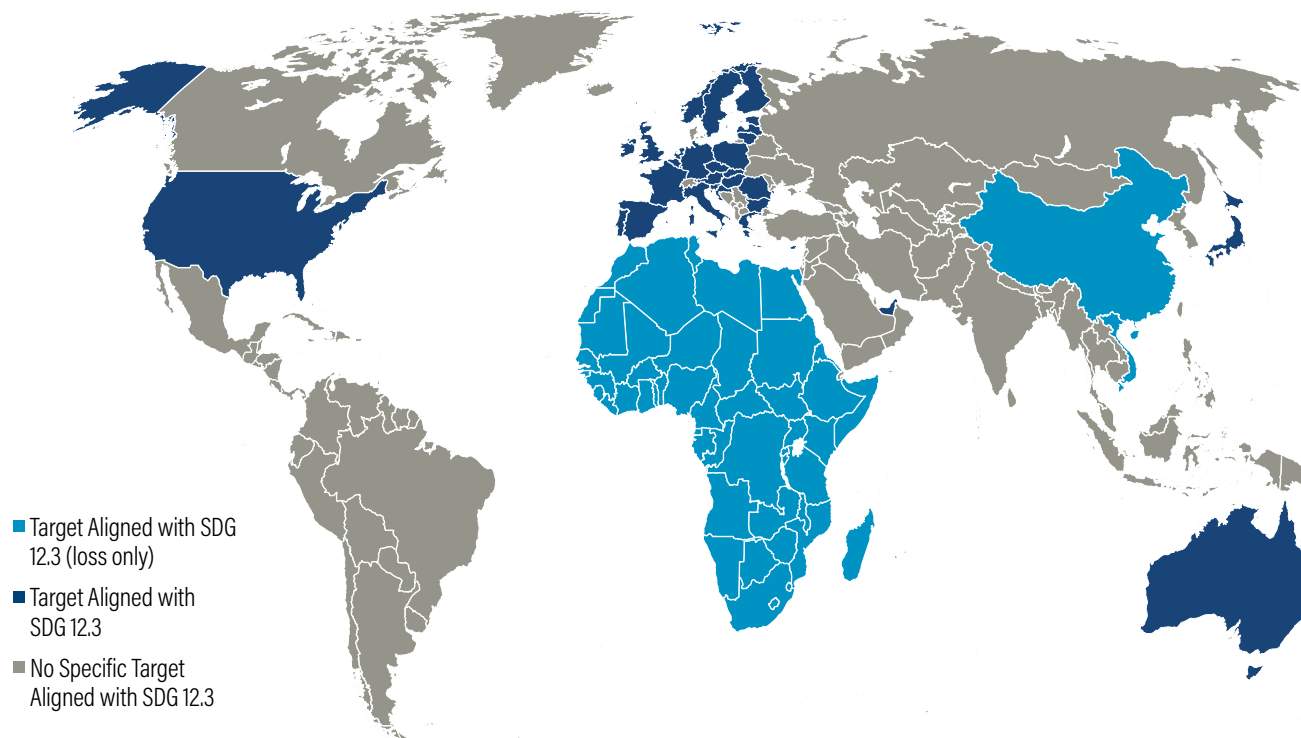 Target Aligned with SDG
12.3 (loss only)
Target Aligned with
SDG 12.3
No Specific Target
Aligned with SDG 12.3